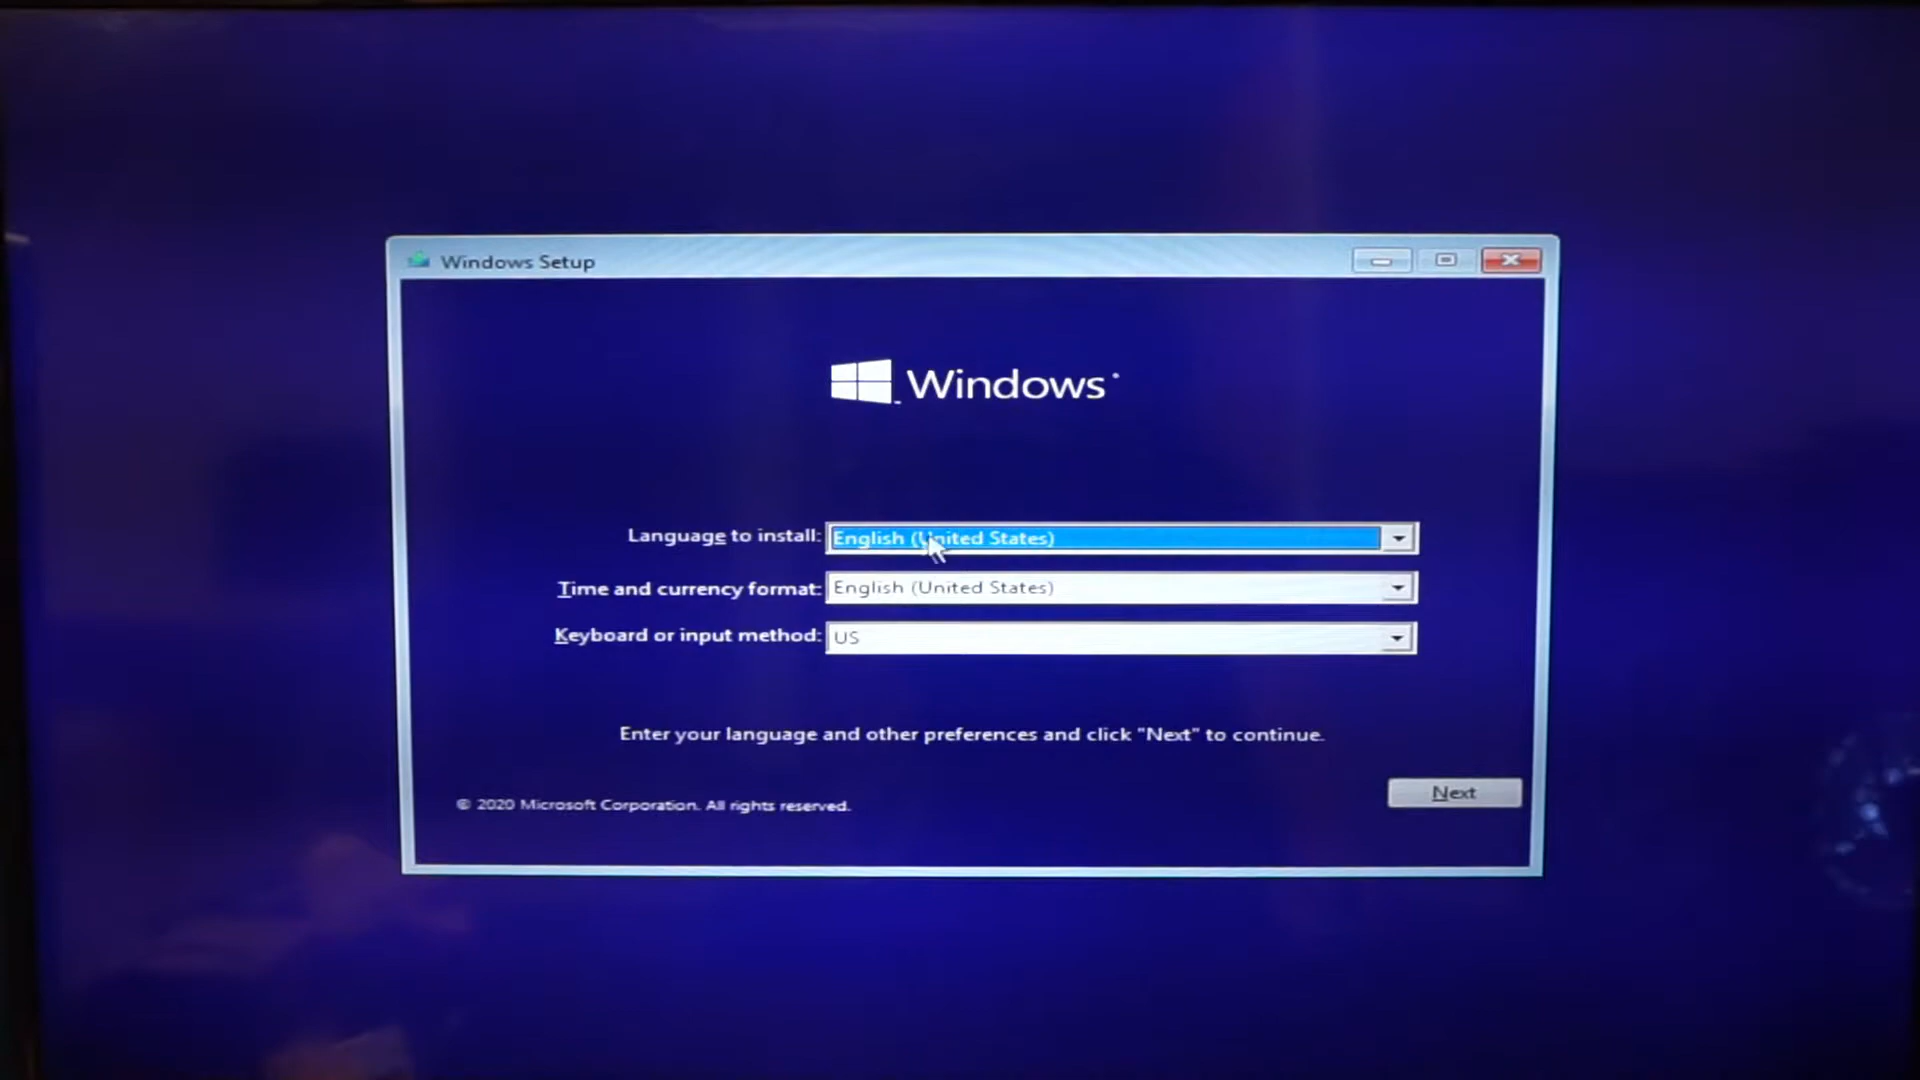 Windows Setup
Windows
Language to install: English (United States)
Time and currency format: English (United States)
Keyboard or input method: US
Enter your language and other preferences and click "Next" to continue.
© 2020 Microsoft Corporation. All rights reserved.
Next